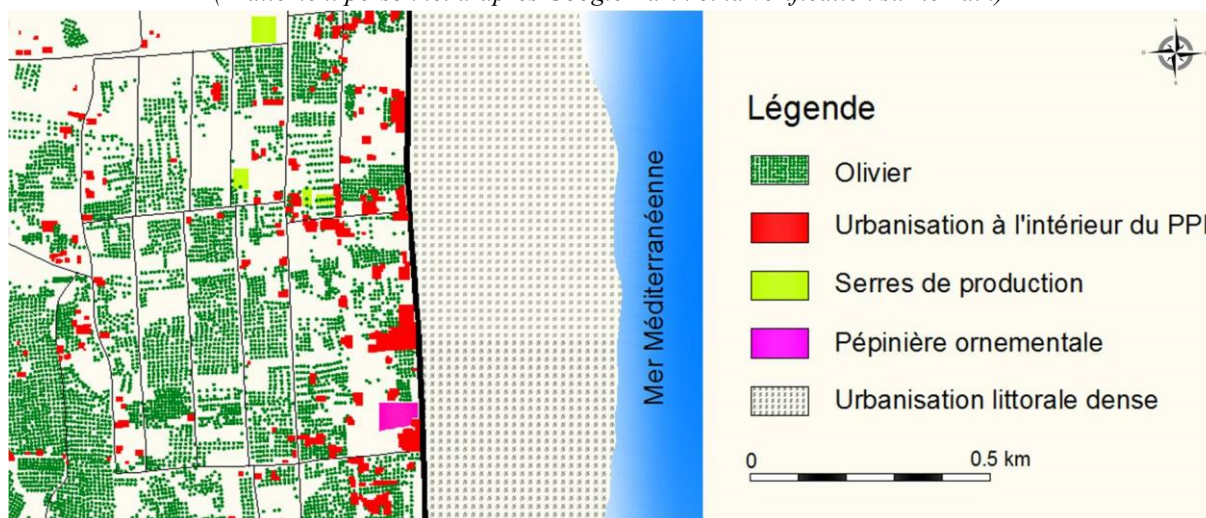 Légende
Olivier
Urbanisation à l'intérieur du PPI
Serres de production
Pépinière ornementale
Urbanisation littorale dense
0 0.5 km
Mer Méditerranéenne